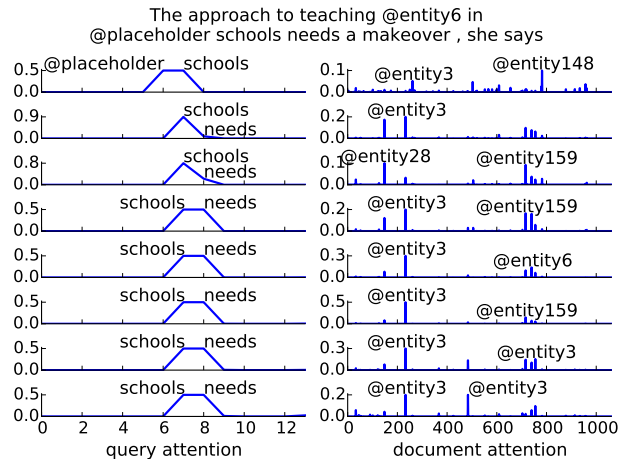 The approach to teaching @entity6 in
@placeholder schools needs a makeover , she says
0.5 @placeholder schools 0.1 @entity3 @entity148
0.0 0.0
0.9 schools 0.2 @entity3
0.0 needs 0.0
0.8 schools 0.1 @entity28 @entity159
0.0 needs 0.0
0.5 schools needs 0.2 @entity3 @entity159
0.0 0.0
0.5 schools needs 0.3 @entity3 @entity6
0.0 0.0
0.5 schools needs 0.5 @entity3 @entity159
0.0 0.0
0.5 schools needs 0.3 @entity3 @entity3
0.0 0.0
0.5 schools needs 0.2 @entity3 @entity3
0.0 0.0
0 2 4 6 8 10 12 0 200 400 600 800 1000
query attention document attention